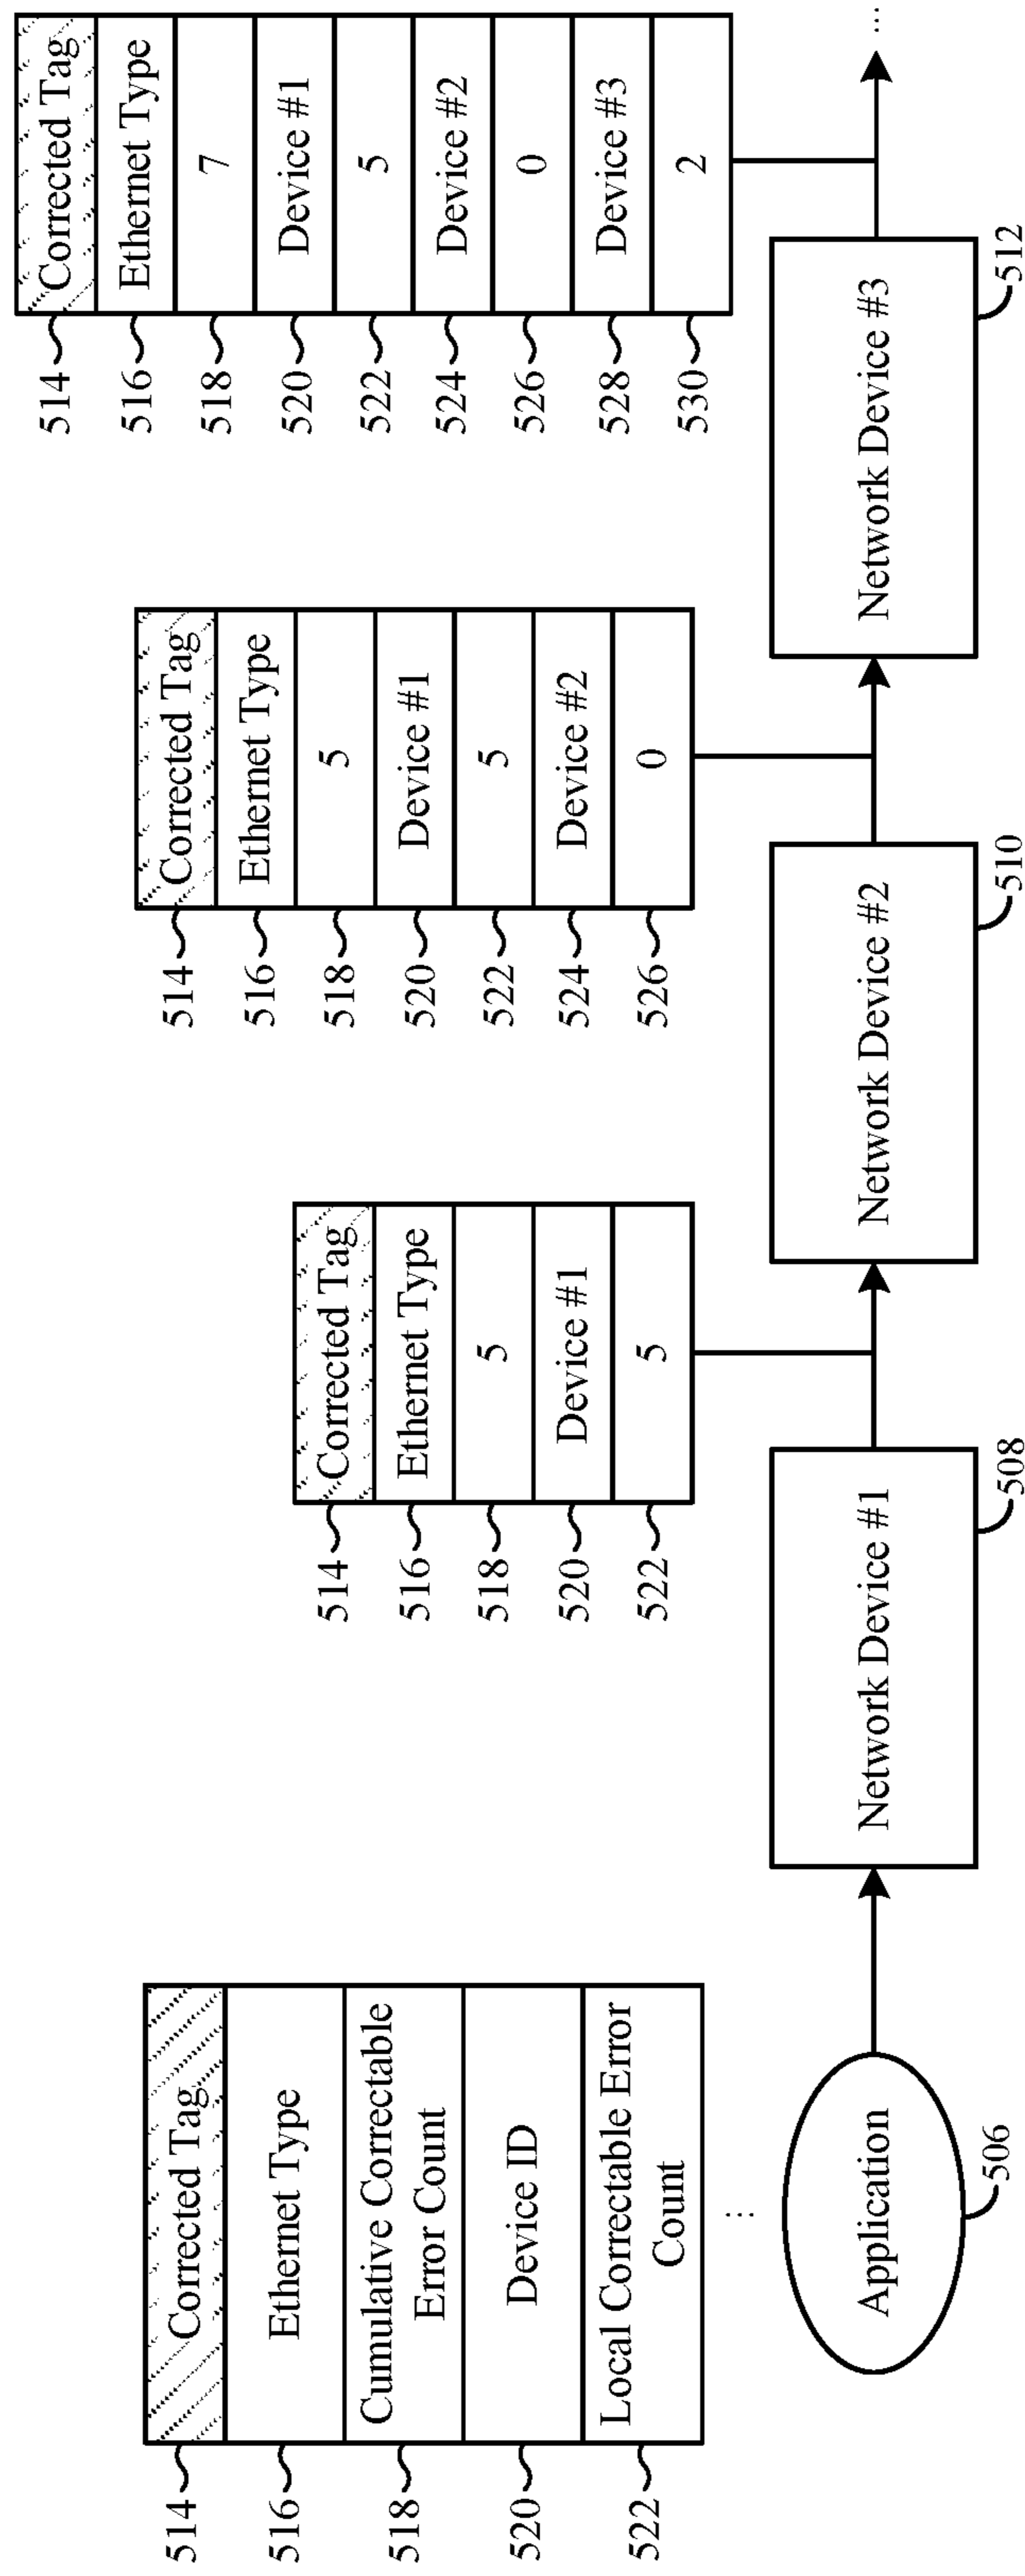 514
Corrected Tag
516
Ethernet Type
518
Cumulative Correctable
Error Count
520
Device ID
522
Local Correctable Error
Count
...
514
Corrected Tag
516
Ethernet Type
518
5
520
Device #1
522
5
514
Corrected Tag
516
Ethernet Type
518
5
520
Device #1
522
5
524
Device #2
526
0
514
Corrected Tag
516
Ethernet Type
518
7
520
Device #1
522
5
524
Device #2
526
0
528
Device #3
530
2
Application
506
Network Device #1
508
Network Device #2
510
Network Device #3
512
...